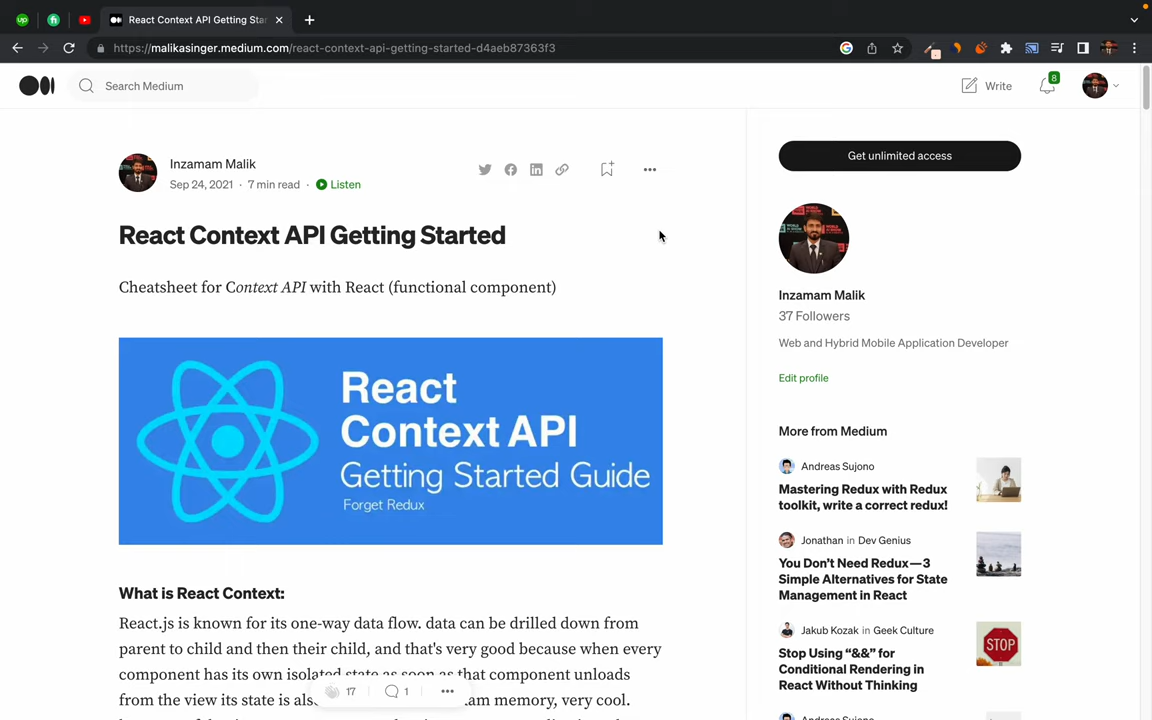 React Context API Getting Star
https://malikasinger.medium.com/react-context-api-getting-started-d4aeb87363f3
Search Medium
Write
8
Inzamam Malik
Sep 24, 2021 · 7 min read · Listen
React Context API Getting Started
Cheatsheet for Context API with React (functional component)
React
Context API
Getting Started Guide
Forget Redux
What is React Context:
React.js is known for its one-way data flow. data can be drilled down from
parent to child and then their child, and that's very good because when every
component has its own isolated state as soon as that component unloads
from the view its state is als
am memory, very cool.
17
1
Get unlimited access
Inzamam Malik
37 Followers
Web and Hybrid Mobile Application Developer
Edit profile
More from Medium
Andreas Sujono
Mastering Redux with Redux
toolkit, write a correct redux!
Jonathan in Dev Genius
You Don't Need Redux—3
Simple Alternatives for State
Management in React
Jakub Kozak in Geek Culture
Stop Using “&&” for
Conditional Rendering in
React Without Thinking
STOP